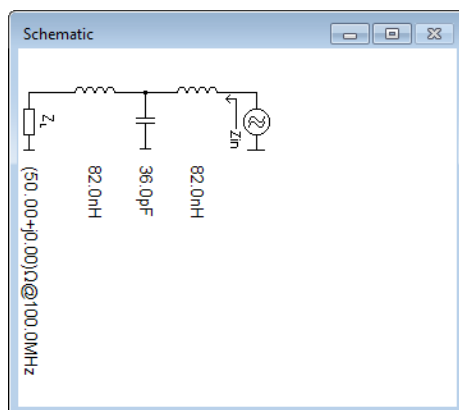 Schematic
ZL
Zin
(50.00+j0.00)Ω@100.0MHz
82.0nH
36.0pF
82.0nH